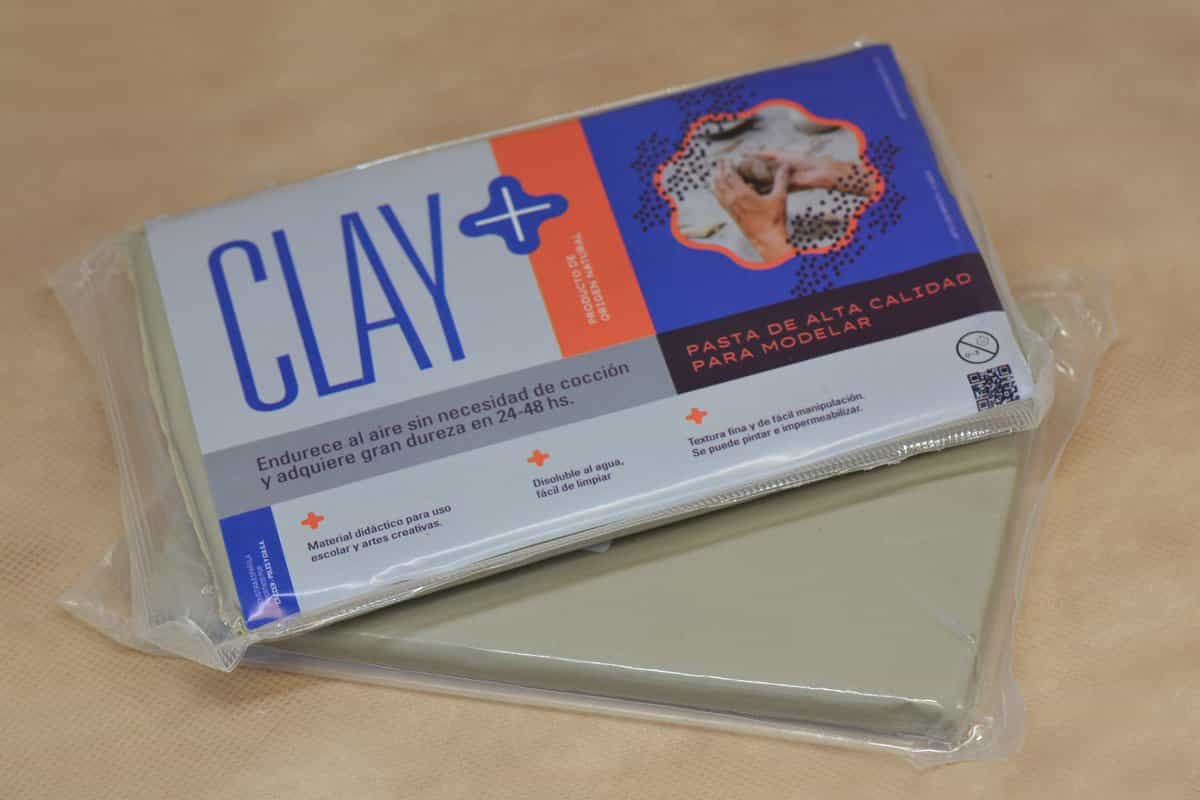 CLAY+
PRODUCTO DE
ORIGEN NATURAL
PASTA DE ALTA CALIDAD
PARA MODELAR
Endurece al aire sin necesidad de cocción
y adquiere gran dureza en 24-48 hs.
Material didáctico para uso
escolar y artes creativas.
Disoluble al agua,
fácil de limpiar
Textura fina y de fácil manipulación.
Se puede pintar e impermeabilizar.
0-3